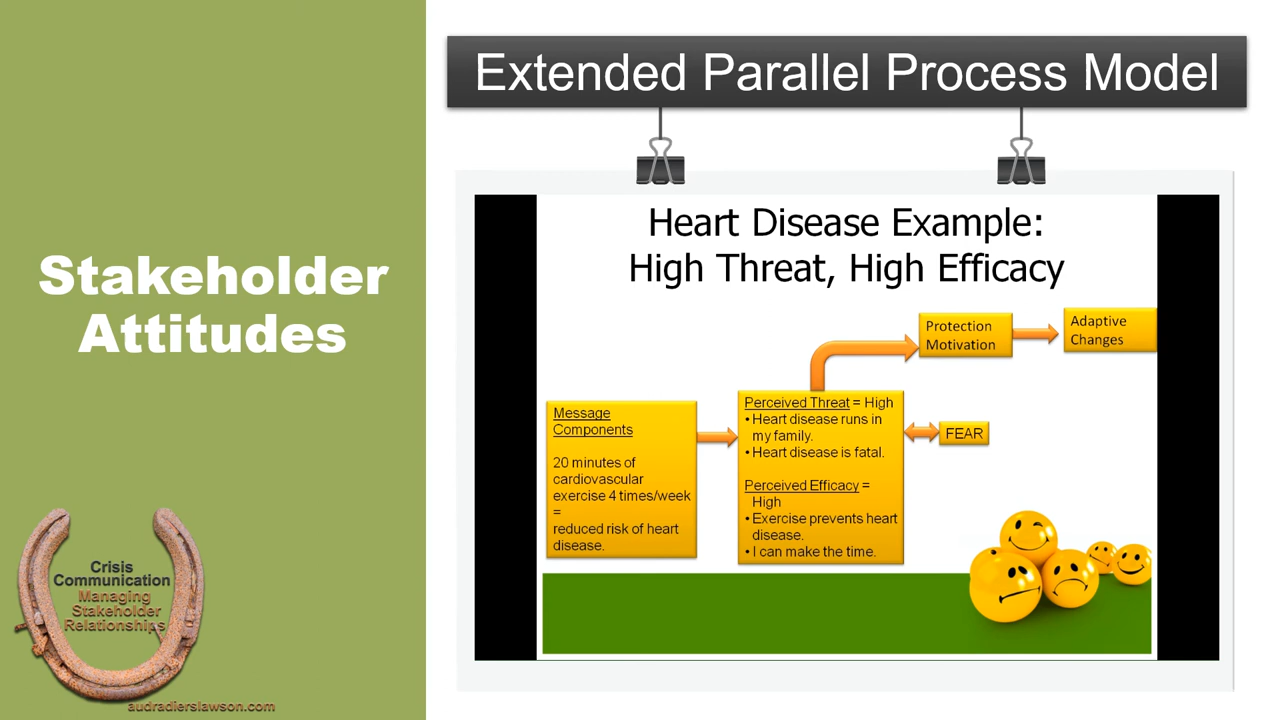 Extended Parallel Process Model
Stakeholder
Attitudes
Heart Disease Example:
High Threat, High Efficacy
Message
Components
20 minutes of
cardiovascular
exercise 4 times/week
=
reduced risk of heart
disease.
Perceived Threat = High
• Heart disease runs in
my family.
• Heart disease is fatal.
Perceived Efficacy =
High
• Exercise prevents heart
disease.
• I can make the time.
FEAR
Protection
Motivation
Adaptive
Changes
Crisis
Communication
Managing
Stakeholder
Relationships
audradierslawson.com